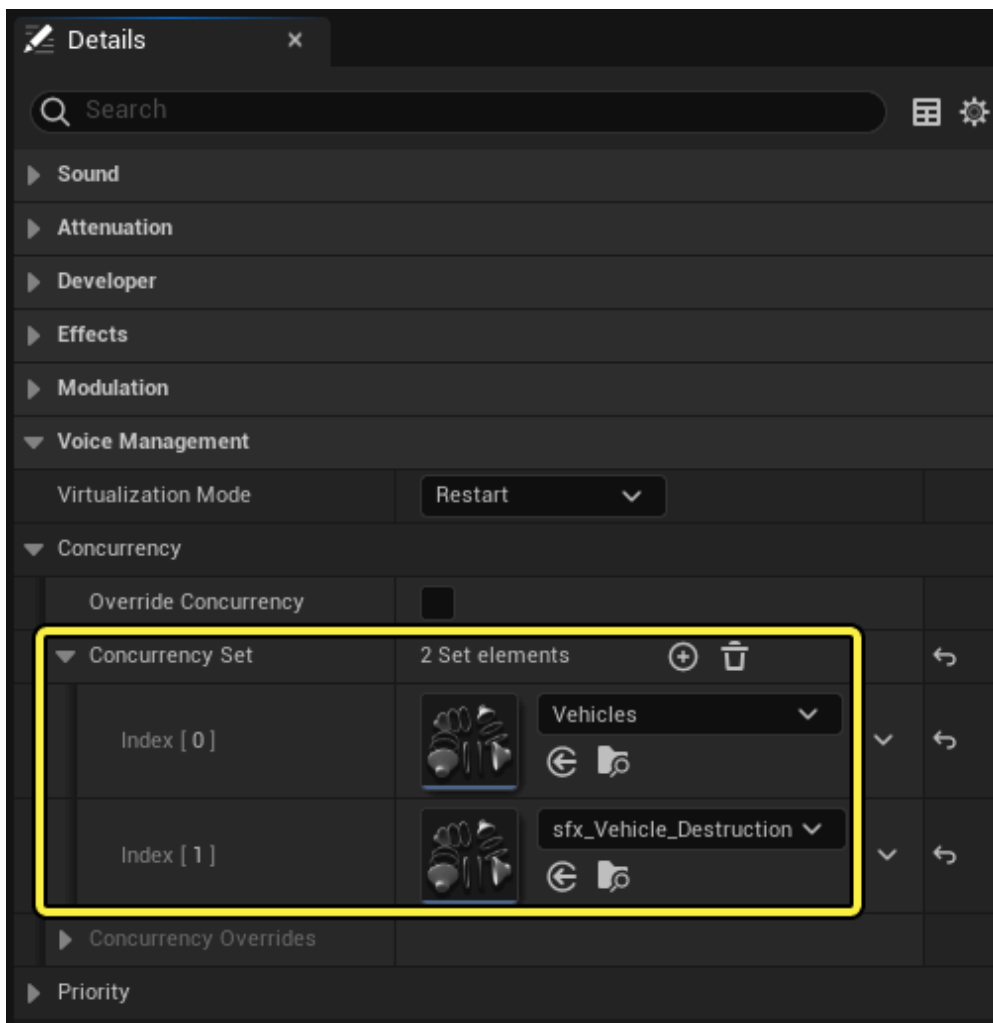 Details
Search
Sound
Attenuation
Developer
Effects
Modulation
Voice Management
Virtualization Mode Restart
Concurrency
Override Concurrency
Concurrency Set 2 Set elements
Index [ 0 ] Vehicles
Index [ 1 ] sfx_Vehicle_Destruction
Concurrency Overrides
Priority